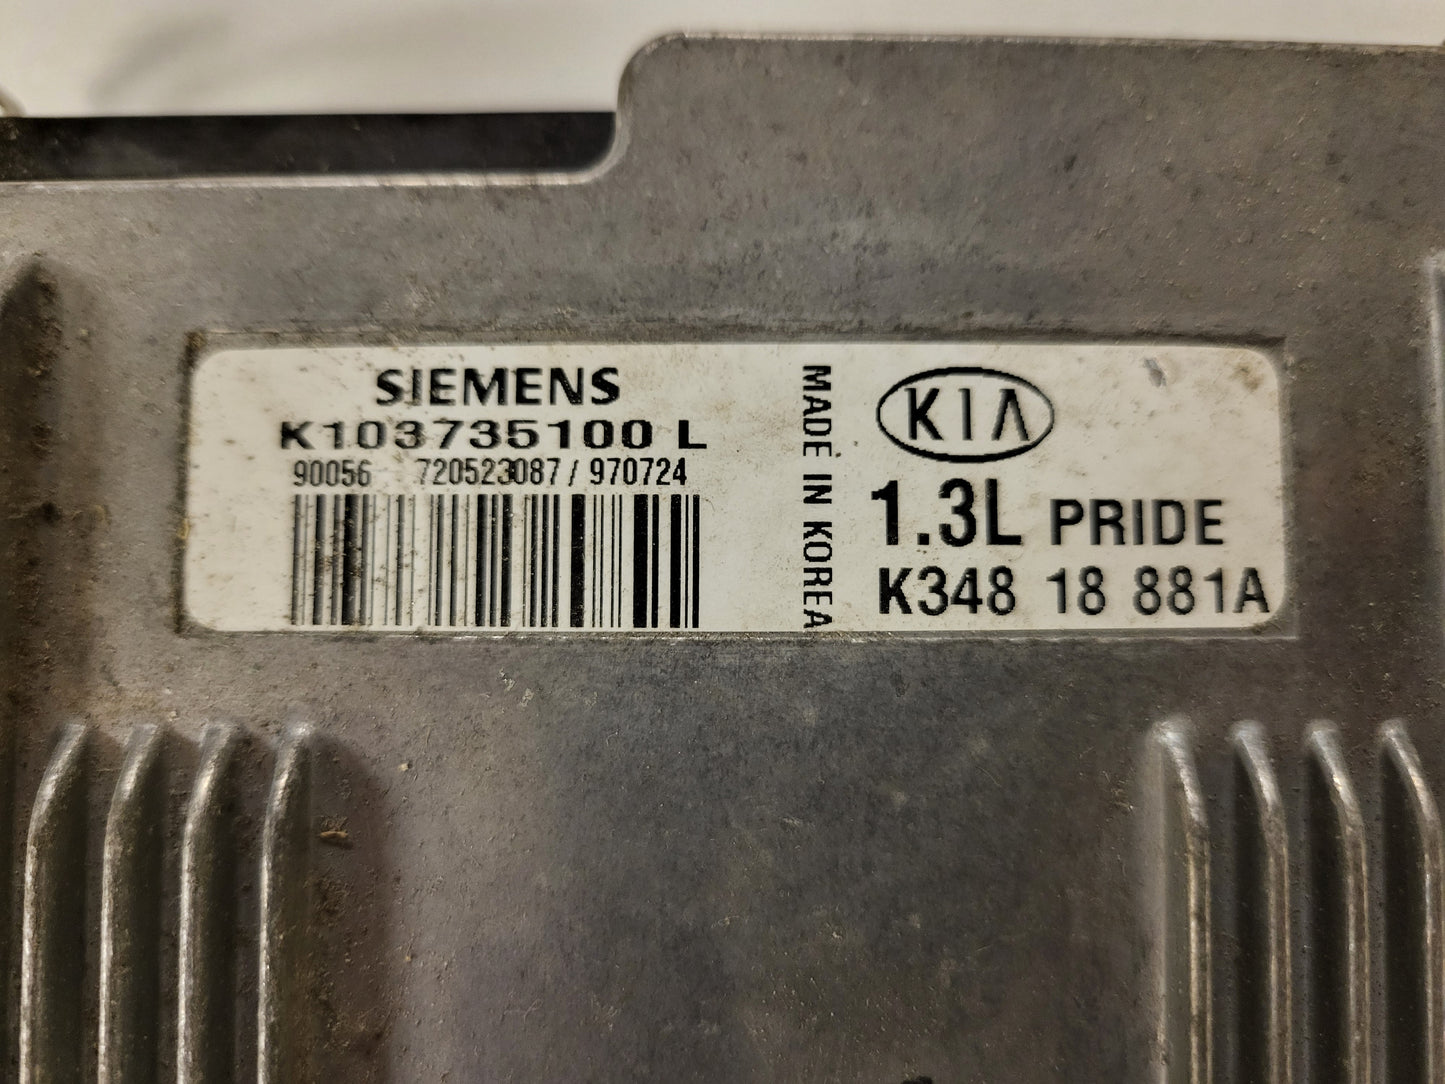 SIEMENS
K103735100 L
90056 720523087/970724
MADE IN KOREA
KIA
1.3L PRIDE
K348 18 881A